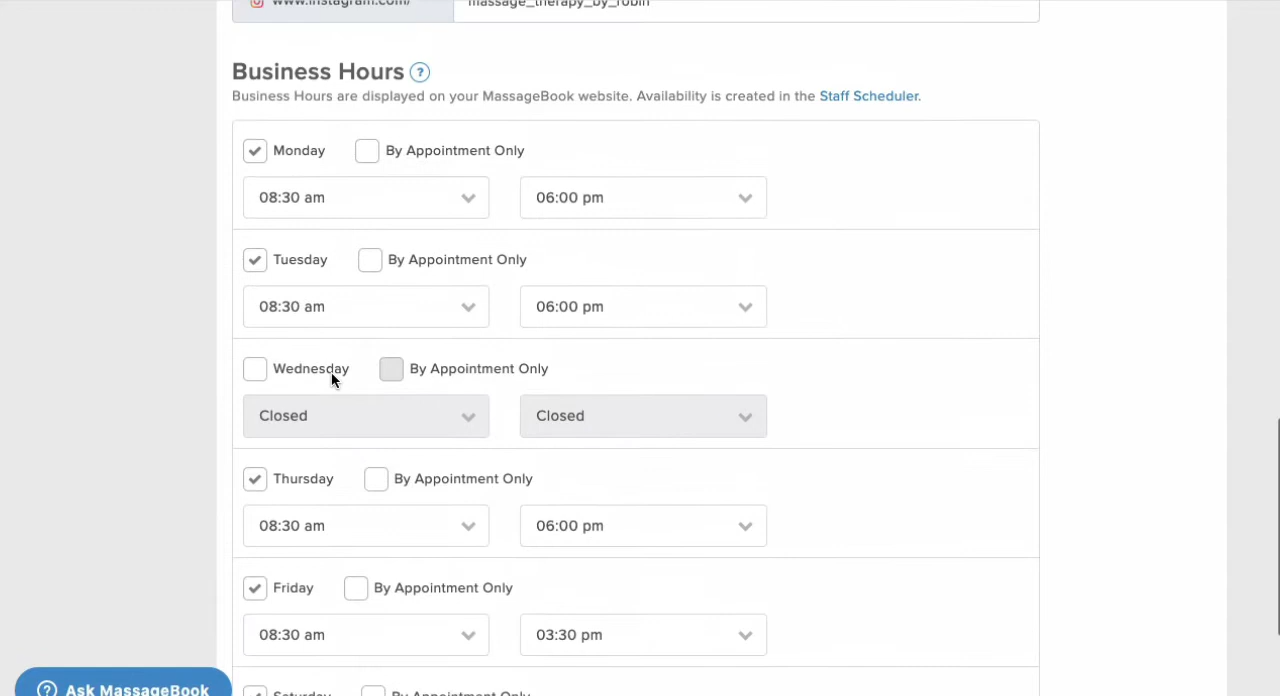 www.instagram.com/ massage_therapy_by_robin
Business Hours ?
Business Hours are displayed on your MassageBook website. Availability is created in the Staff Scheduler.
Monday By Appointment Only
08:30 am 06:00 pm
Tuesday By Appointment Only
08:30 am 06:00 pm
Wednesday By Appointment Only
Closed Closed
Thursday By Appointment Only
08:30 am 06:00 pm
Friday By Appointment Only
08:30 am 03:30 pm
Saturday By Appointment Only
? Ask MassageBook